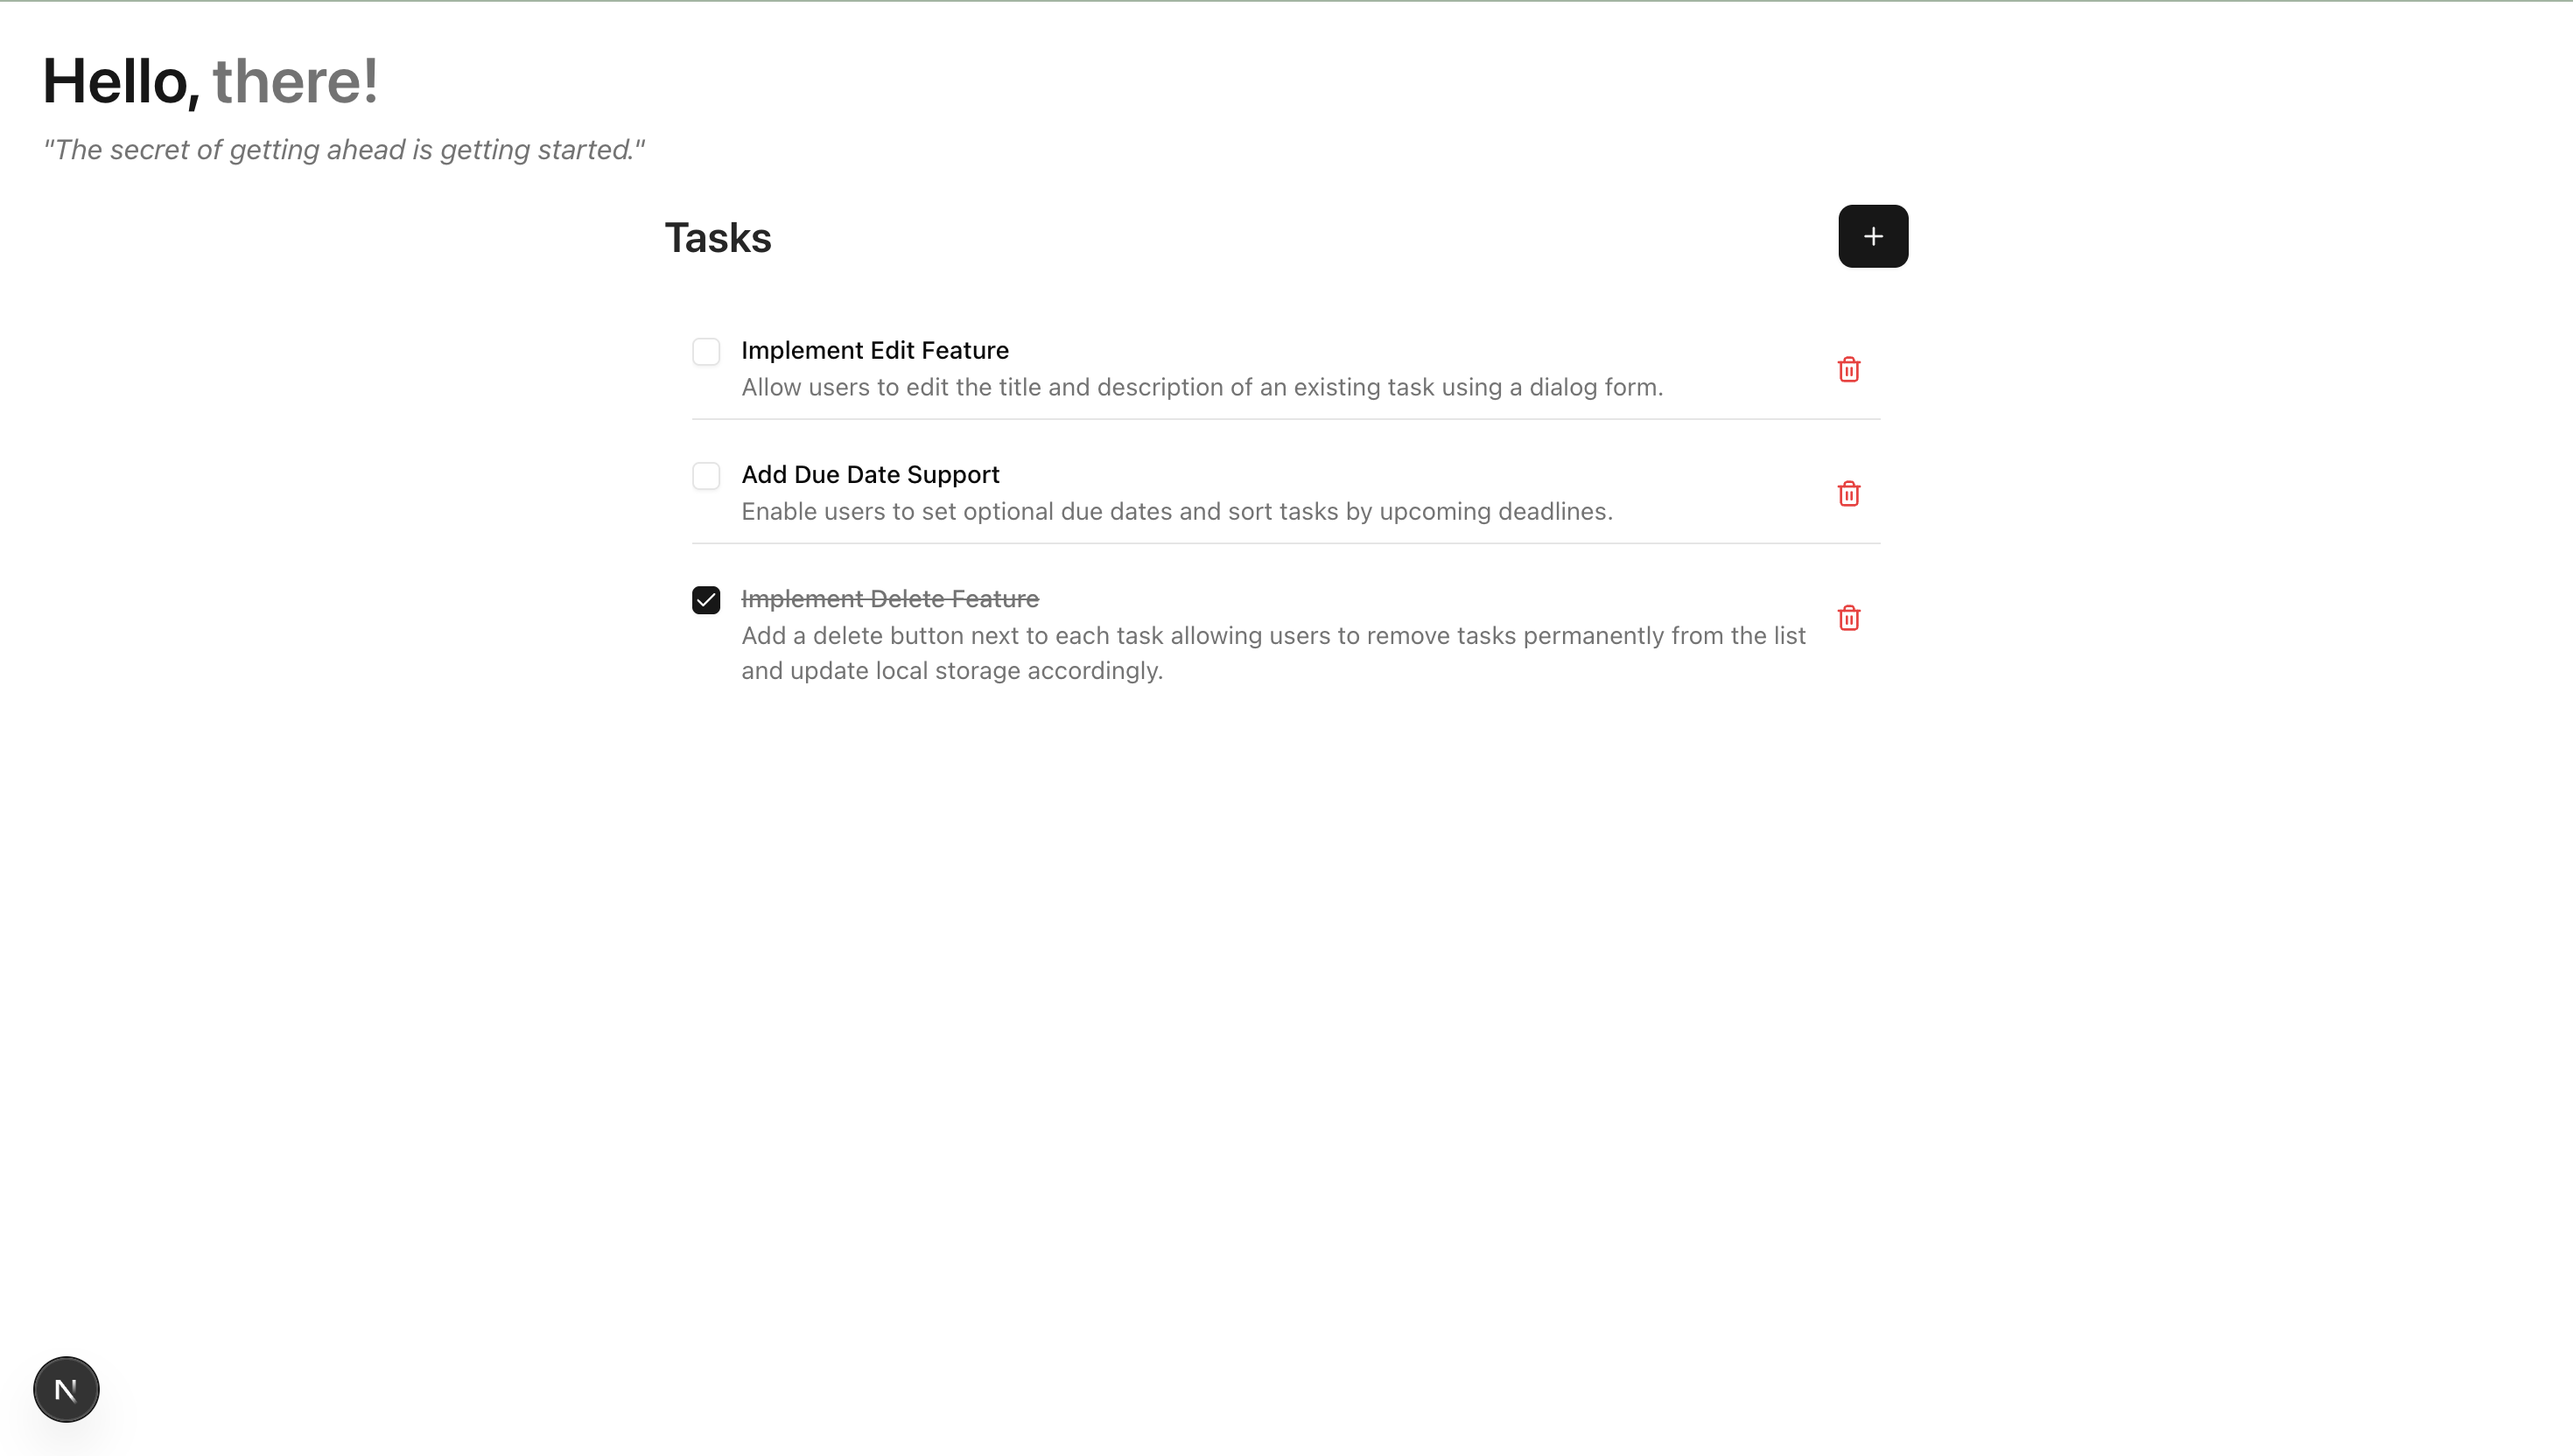 Hello, there!
"The secret of getting ahead is getting started."
Tasks
Implement Edit Feature
Allow users to edit the title and description of an existing task using a dialog form.
Add Due Date Support
Enable users to set optional due dates and sort tasks by upcoming deadlines.
Implement Delete Feature
Add a delete button next to each task allowing users to remove tasks permanently from the list
and update local storage accordingly.
N